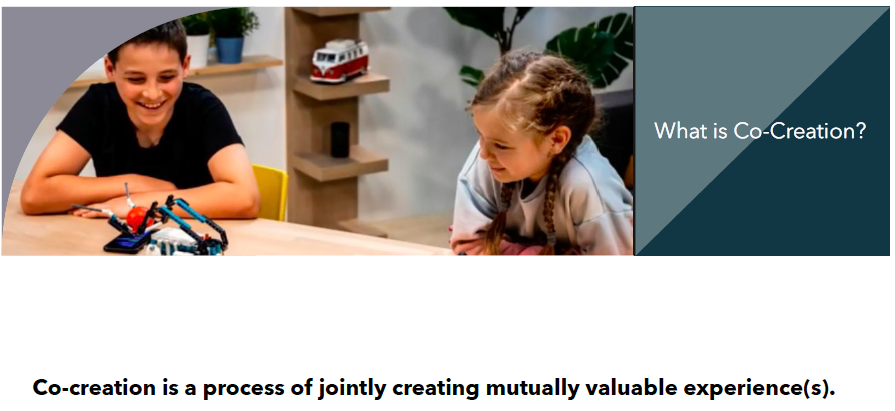 What is Co-Creation?
Co-creation is a process of jointly creating mutually valuable experience(s).